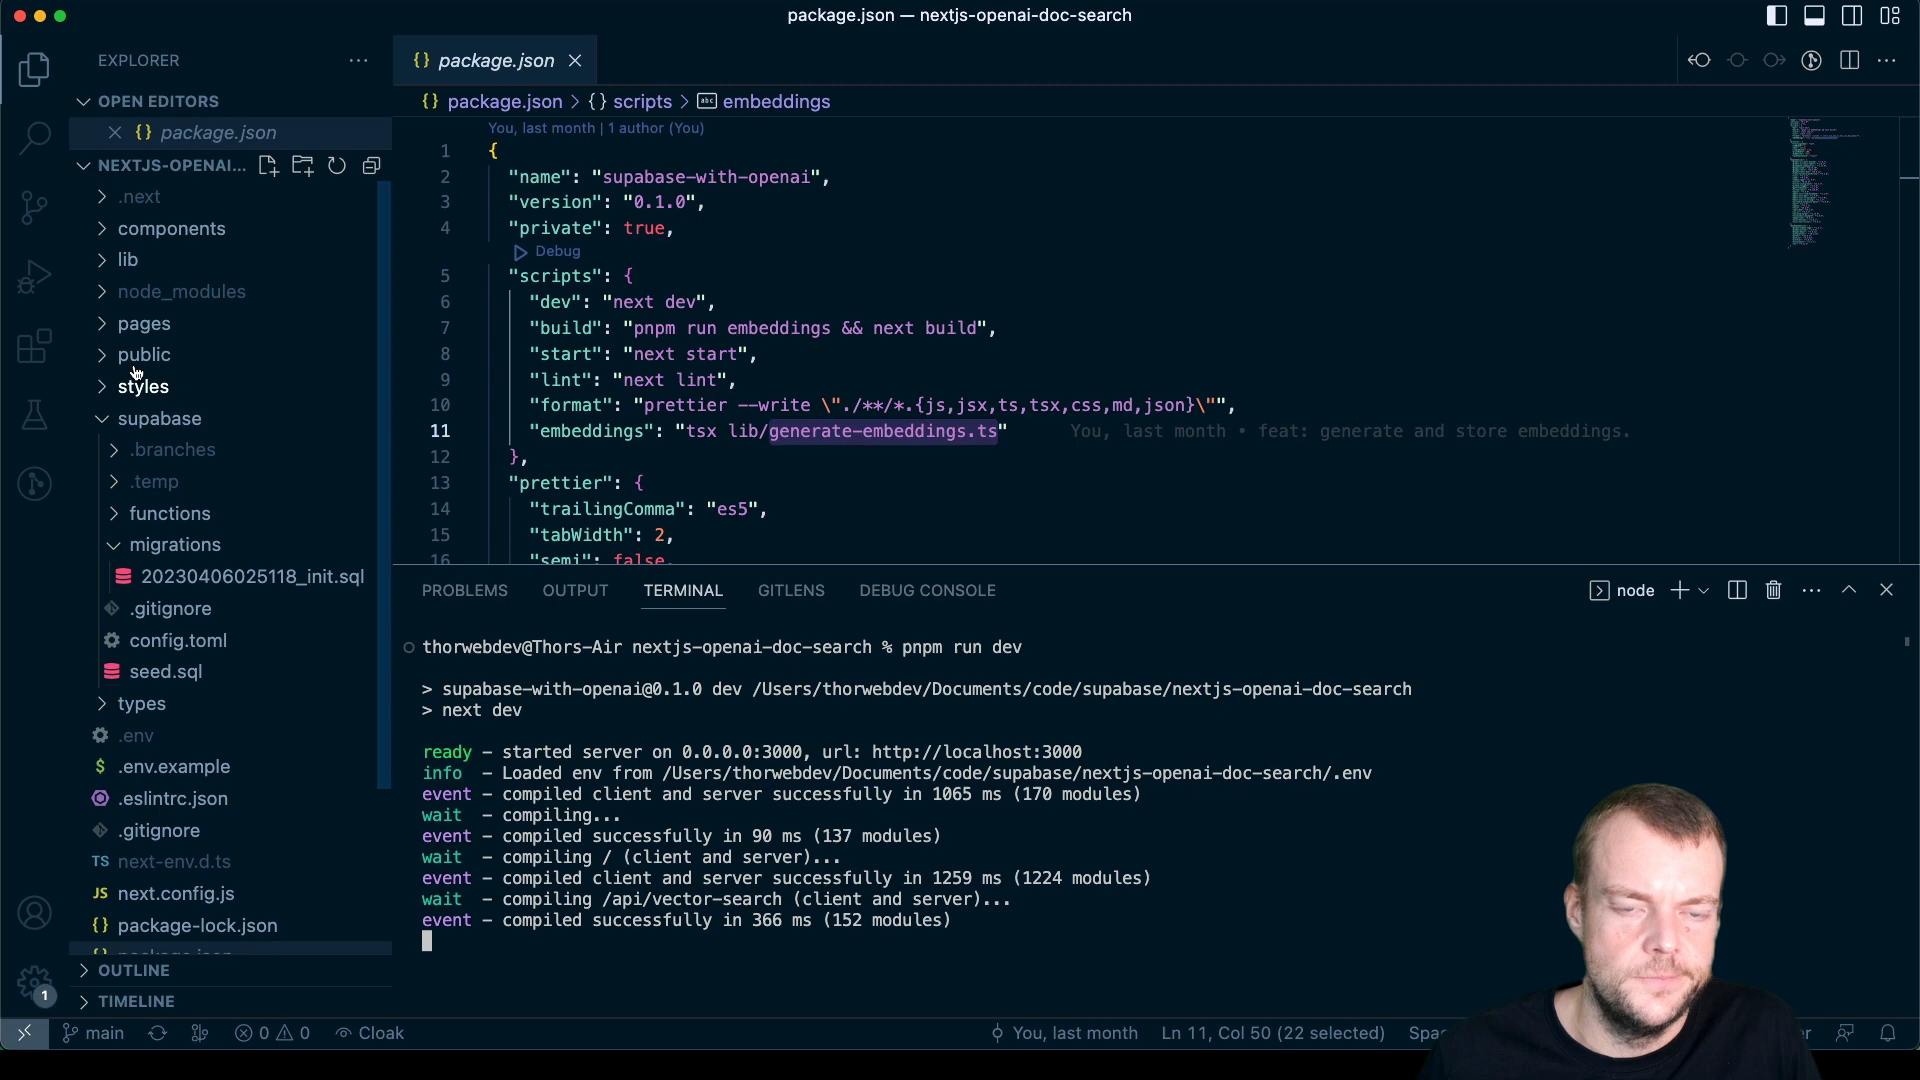 package.json — nextjs-openai-doc-search
EXPLORER
OPEN EDITORS
{} package.json
NEXTJS-OPENAI...
.next
components
lib
node_modules
pages
public
styles
supabase
.branches
.temp
functions
migrations
20230406025118_init.sql
.gitignore
config.toml
seed.sql
types
.env
$ .env.example
.eslintrc.json
.gitignore
TS next-env.d.ts
JS next.config.js
{} package-lock.json
OUTLINE
TIMELINE
{} package.json
{} package.json > {} scripts > abc embeddings
You, last month | 1 author (You)
1 {
2 "name": "supabase-with-openai",
3 "version": "0.1.0",
4 "private": true,
Debug
5 "scripts": {
6 "dev": "next dev",
7 "build": "pnpm run embeddings && next build",
8 "start": "next start",
9 "lint": "next lint",
10 "format": "prettier --write \"./**/*.{js,jsx,ts,tsx,css,md,json}\"",
11 "embeddings": "tsx lib/generate-embeddings.ts" You, last month • feat: generate and store embeddings.
12 },
13 "prettier": {
14 "trailingComma": "es5",
15 "tabWidth": 2,
16 "semi": false,
PROBLEMS OUTPUT TERMINAL GITLENS DEBUG CONSOLE
node
thorwebdev@Thors-Air nextjs-openai-doc-search % pnpm run dev
> supabase-with-openai@0.1.0 dev /Users/thorwebdev/Documents/code/supabase/nextjs-openai-doc-search
> next dev
ready - started server on 0.0.0.0:3000, url: http://localhost:3000
info - Loaded env from /Users/thorwebdev/Documents/code/supabase/nextjs-openai-doc-search/.env
event - compiled client and server successfully in 1065 ms (170 modules)
wait - compiling...
event - compiled successfully in 90 ms (137 modules)
wait - compiling / (client and server)...
event - compiled client and server successfully in 1259 ms (1224 modules)
wait - compiling /api/vector-search (client and server)...
event - compiled successfully in 366 ms (152 modules)
1
main 0 0 Cloak You, last month Ln 11, Col 50 (22 selected)